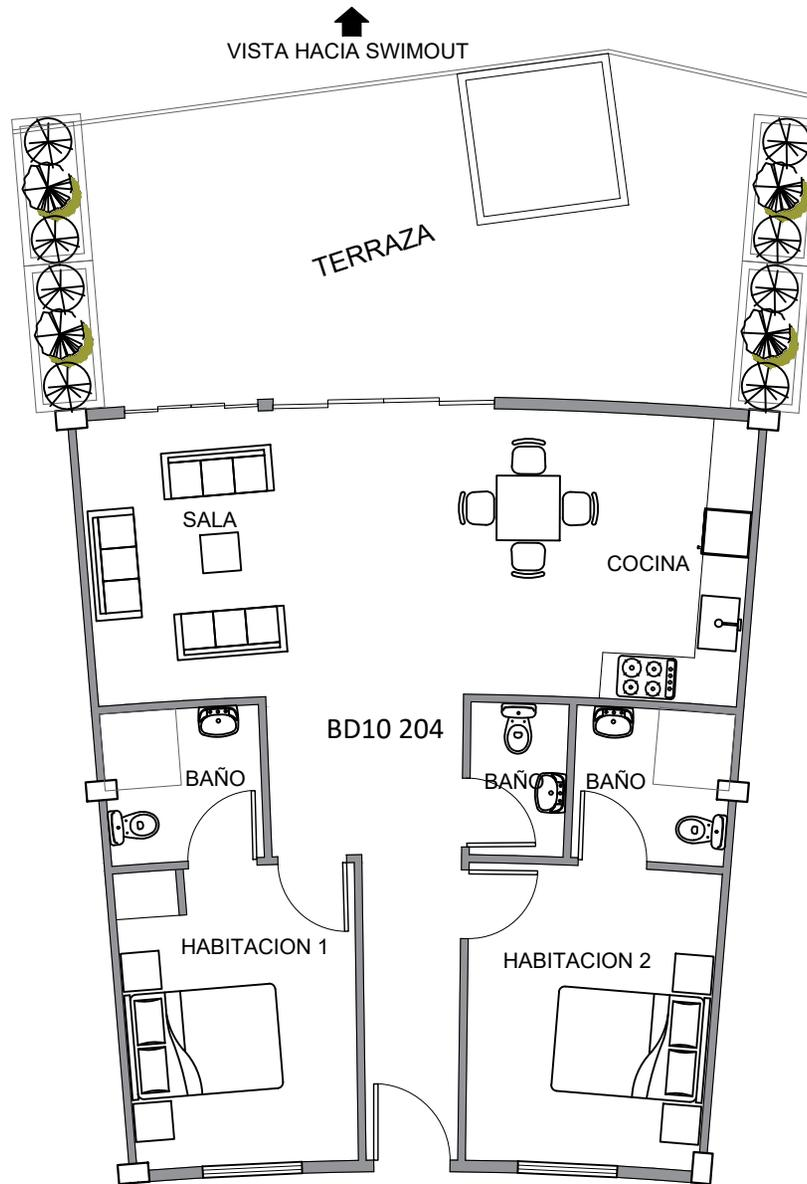 VISTA HACIA SWIMOUT
TERRAZA
SALA
COCINA
BD10 204
BAÑO
BAÑO
BAÑO
HABITACION 1
HABITACION 2